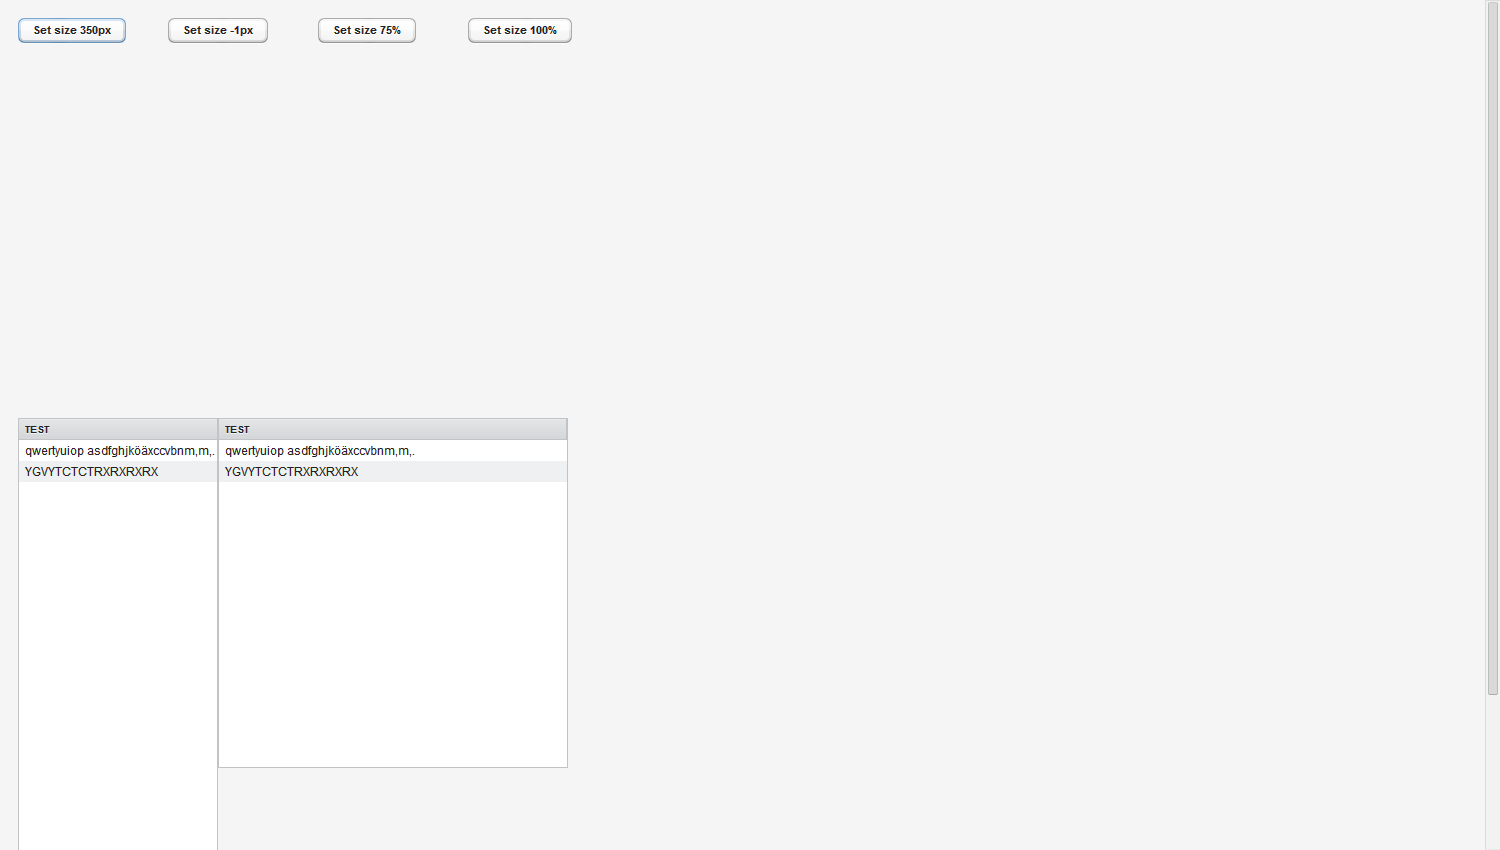 Set size 350px Set size -1px Set size 75% Set size 100%
TEST TEST
qwertyuiop asdfghjköäxccvbnm,m,. qwertyuiop asdfghjköäxccvbnm,m,.
YGVYTCTCTRXRXRXRX YGVYTCTCTRXRXRXRX